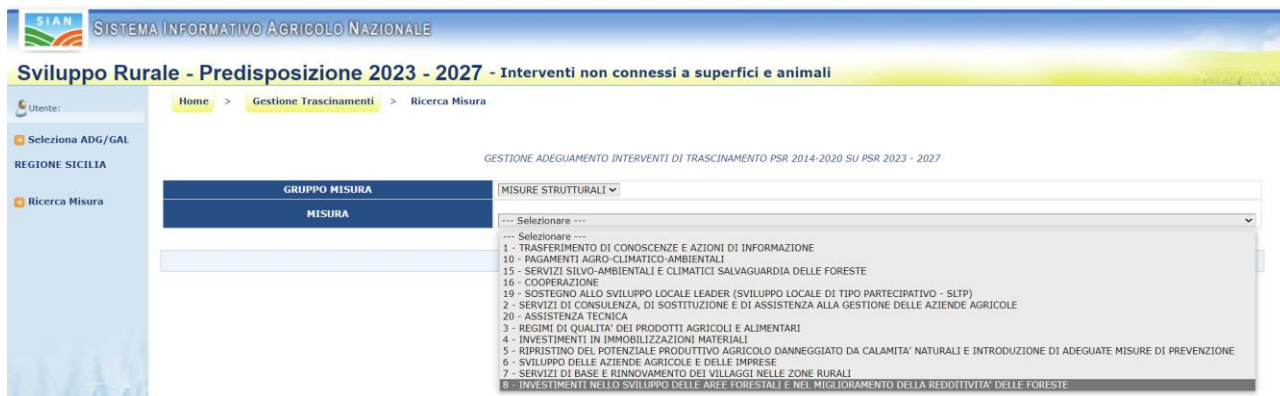 SIAN
SISTEMA INFORMATIVO AGRICOLO NAZIONALE
Sviluppo Rurale - Predisposizione 2023 - 2027 - Interventi non connessi a superfici e animali
Utente:
Home > Gestione Trascinamenti > Ricerca Misura
Seleziona ADG/GAL
REGIONE SICILIA
Ricerca Misura
GESTIONE ADEGUAMENTO INTERVENTI DI TRASCINAMENTO PSR 2014-2020 SU PSR 2023 - 2027
GRUPPO MISURA MISURE STRUTTURALI
MISURA --- Selezionare ---
--- Selezionare ---
1 - TRASFERIMENTO DI CONOSCENZE E AZIONI DI INFORMAZIONE
10 - PAGAMENTI AGRO-CLIMATICO-AMBIENTALI
15 - SERVIZI SILVO-AMBIENTALI E CLIMATICI SALVAGUARDIA DELLE FORESTE
16 - COOPERAZIONE
19 - SOSTEGNO ALLO SVILUPPO LOCALE LEADER (SVILUPPO LOCALE DI TIPO PARTECIPATIVO - SLTP)
2 - SERVIZI DI CONSULENZA, DI SOSTITUZIONE E DI ASSISTENZA ALLA GESTIONE DELLE AZIENDE AGRICOLE
20 - ASSISTENZA TECNICA
3 - REGIMI DI QUALITA' DEI PRODOTTI AGRICOLI E ALIMENTARI
4 - INVESTIMENTI IN IMMOBILIZZAZIONI MATERIALI
5 - RIPRISTINO DEL POTENZIALE PRODUTTIVO AGRICOLO DANNEGGIATO DA CALAMITA' NATURALI E INTRODUZIONE DI ADEGUATE MISURE DI PREVENZIONE
6 - SVILUPPO DELLE AZIENDE AGRICOLE E DELLE IMPRESE
7 - SERVIZI DI BASE E RINNOVAMENTO DEI VILLAGGI NELLE ZONE RURALI
8 - INVESTIMENTI NELLO SVILUPPO DELLE AREE FORESTALI E NEL MIGLIORAMENTO DELLA REDDITIVITA' DELLE FORESTE